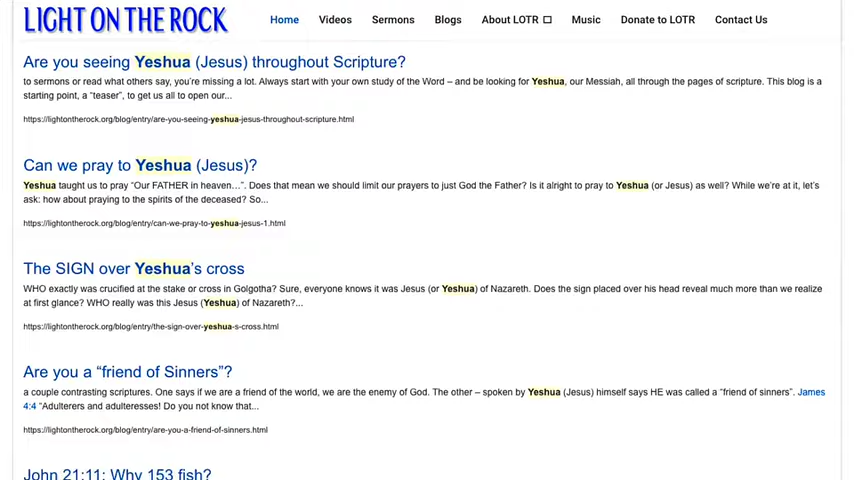 LIGHT ON THE ROCK
Home Videos Sermons Blogs About LOTR Music Donate to LOTR Contact Us
Are you seeing Yeshua (Jesus) throughout Scripture?
to sermons or read what others say, you're missing a lot. Always start with your own study of the Word – and be looking for Yeshua, our Messiah, all through the pages of scripture. This blog is a
starting point, a “teaser”, to get us all to open our...
https://lightontherock.org/blog/entry/are-you-seeing-yeshua-jesus-throughout-scripture.html
Can we pray to Yeshua (Jesus)?
Yeshua taught us to pray “Our FATHER in heaven…”. Does that mean we should limit our prayers to just God the Father? Is it alright to pray to Yeshua (or Jesus) as well? While we’re at it, let’s
ask: how about praying to the spirits of the deceased? So...
https://lightontherock.org/blog/entry/can-we-pray-to-yeshua-jesus-1.html
The SIGN over Yeshua’s cross
WHO exactly was crucified at the stake or cross in Golgotha? Sure, everyone knows it was Jesus (or Yeshua) of Nazareth. Does the sign placed over his head reveal much more than we realize
at first glance? WHO really was this Jesus (Yeshua) of Nazareth?...
https://lightontherock.org/blog/entry/the-sign-over-yeshua-s-cross.html
Are you a “friend of Sinners”?
a couple contrasting scriptures. One says if we are a friend of the world, we are the enemy of God. The other – spoken by Yeshua (Jesus) himself says HE was called a “friend of sinners”. James
4:4 “Adulterers and adulteresses! Do you not know that...
https://lightontherock.org/blog/entry/are-you-a-friend-of-sinners.html
John 21:11: Why 153 fish?